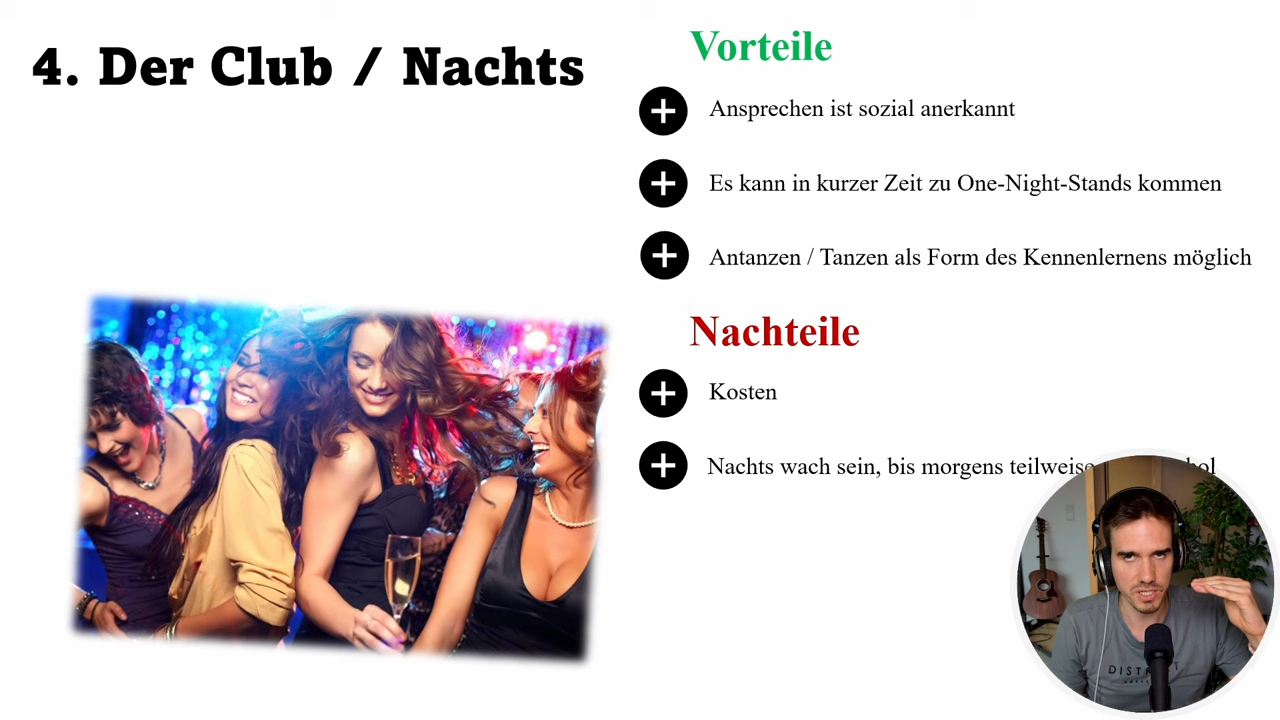 4. Der Club / Nachts
Vorteile
Ansprechen ist sozial anerkannt
Es kann in kurzer Zeit zu One-Night-Stands kommen
Antanzen / Tanzen als Form des Kennenlernens möglich
Nachteile
Kosten
Nachts wach sein, bis morgens teilweise